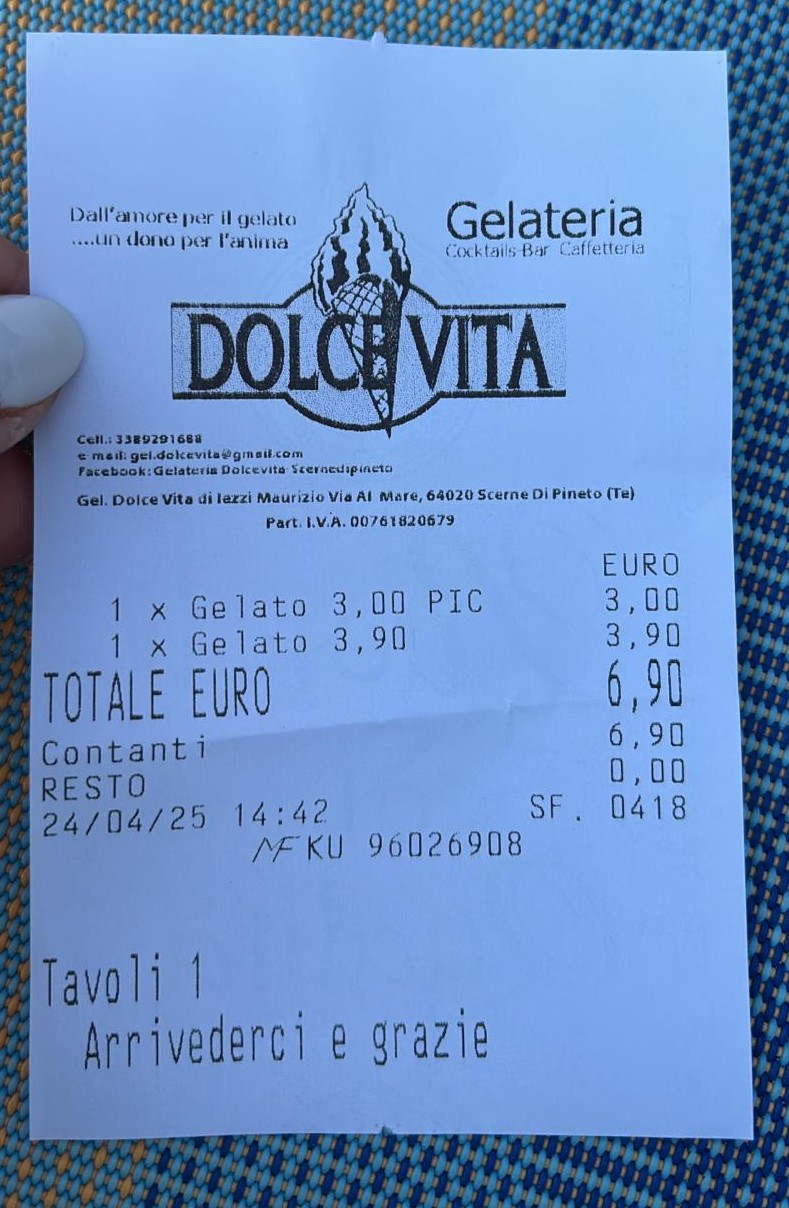 Dall'amore per il gelato
....un dono per l'anima
Gelateria
Cocktails-Bar Caffetteria
DOLCE VITA
Cell.: 3389291688
e-mail: gel.dolcevita@gmail.com
Facebook: Gelateria Dolcevita Scernedipineto
Gel. Dolce Vita di Iezzi Maurizio Via Al Mare, 64020 Scerne Di Pineto (Te)
Part. I.V.A. 00761820679
EURO
1 x Gelato 3,00 PIC 3,00
1 x Gelato 3,90 3,90
TOTALE EURO 6,90
Contanti 6,90
RESTO 0,00
24/04/25 14:42 SF. 0418
MF KU 96026908
Tavoli 1
Arrivederci e grazie